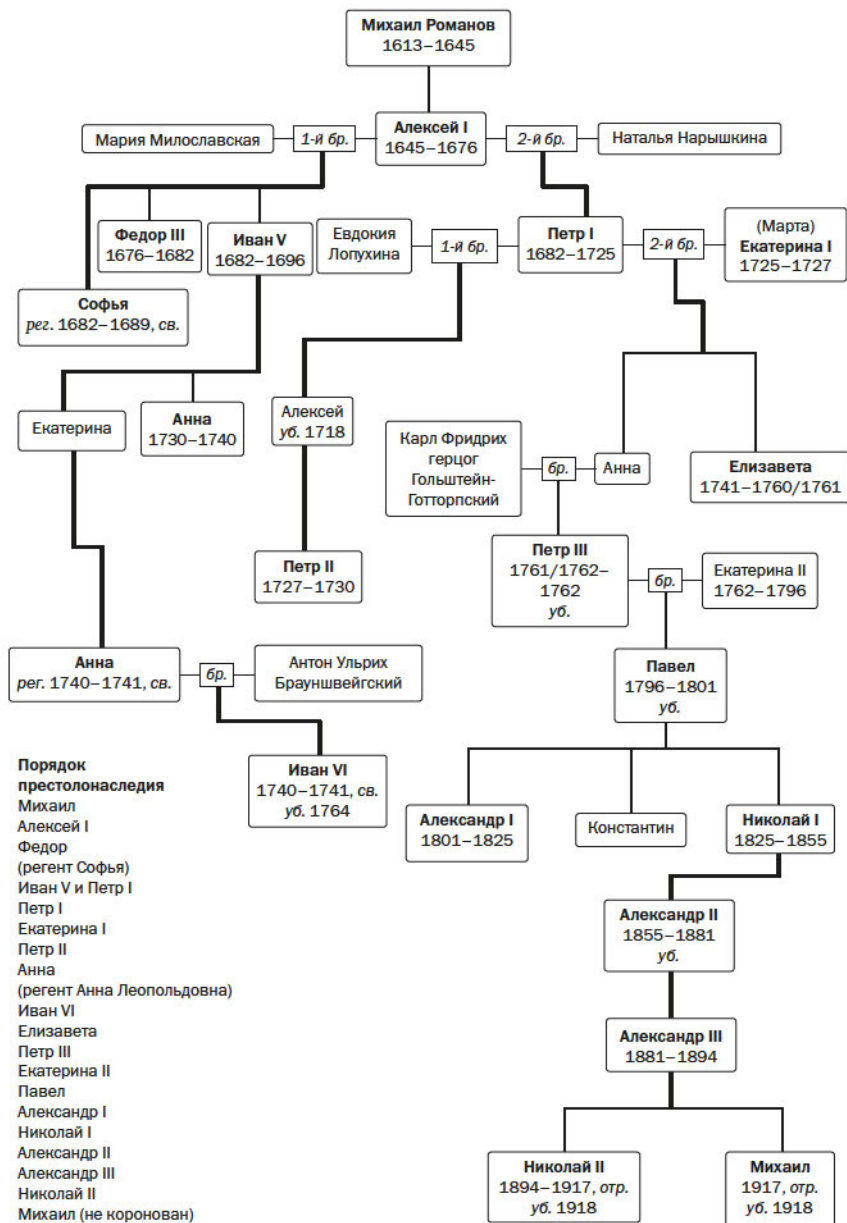 Михаил Романов
1613–1645
Мария Милославская
1-й бр.
Алексей I
1645–1676
2-й бр.
Наталья Нарышкина
Федор III
1676–1682
Иван V
1682–1696
Евдокия
Лопухина
1-й бр.
Петр I
1682–1725
2-й бр.
(Марта)
Екатерина I
1725–1727
Софья
рег. 1682–1689, св.
Екатерина
Анна
1730–1740
Алексей
уб. 1718
Карл Фридрих
герцог
Гольштейн-
Готторпский
бр.
Анна
Елизавета
1741–1760/1761
Петр II
1727–1730
Петр III
1761/1762–
1762
уб.
бр.
Екатерина II
1762–1796
Анна
рег. 1740–1741, св.
бр.
Антон Ульрих
Брауншвейгский
Павел
1796–1801
уб.
Иван VI
1740–1741, св.
уб. 1764
Александр I
1801–1825
Константин
Николай I
1825–1855
Александр II
1855–1881
уб.
Александр III
1881–1894
Николай II
1894–1917, отр.
уб. 1918
Михаил
1917, отр.
уб. 1918
Порядок
престолонаследия
Михаил
Алексей I
Федор
(регент Софья)
Иван V и Петр I
Петр I
Екатерина I
Петр II
Анна
(регент Анна Леопольдовна)
Иван VI
Елизавета
Петр III
Екатерина II
Павел
Александр I
Николай I
Александр II
Александр III
Николай II
Михаил (не коронован)